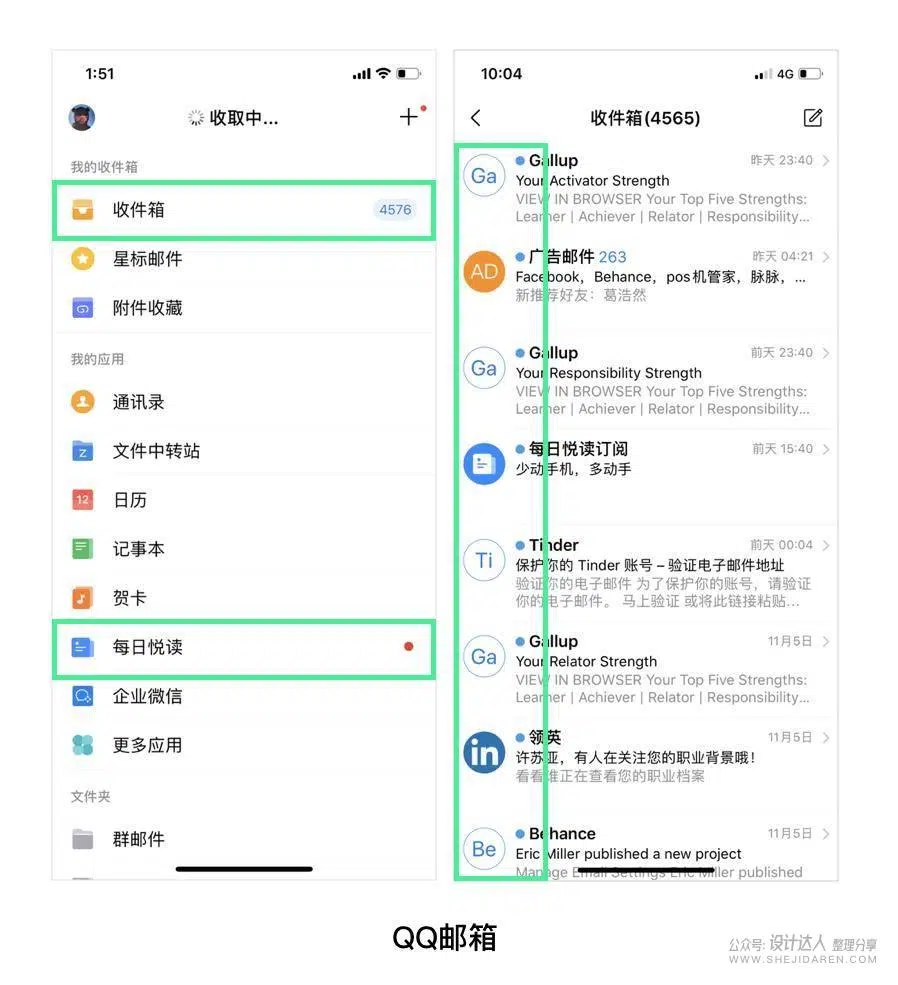 1:51
收取中...
我的收件箱
收件箱
4576
星标邮件
附件收藏
我的应用
通讯录
Z
文件中转站
12
日历
记事本
贺卡
每日悦读
企业微信
更多应用
文件夹
群邮件
10:04
4G
收件箱(4565)
Ga
Gallup
昨天 23:40
Your Activator Strength
VIEW IN BROWSER Your Top Five Strengths:
Learner | Achiever | Relator | Responsibility...
AD
广告邮件 263
昨天 04:21
Facebook，Behance，pos机管家，脉脉，...
新推荐好友：葛浩然
Ga
Gallup
前天 23:40
Your Responsibility Strength
VIEW IN BROWSER Your Top Five Strengths:
Learner | Achiever | Relator | Responsibility...
每日悦读订阅
前天 15:40
少动手机，多动手
Ti
Tinder
前天 00:04
保护你的 Tinder 账号 – 验证电子邮件地址
验证你的电子邮件 为了保护你的账号，请验证
你的电子邮件。 马上验证 或将此链接粘贴...
Ga
Gallup
11月5日
Your Relator Strength
VIEW IN BROWSER Your Top Five Strengths:
Learner | Achiever | Relator | Responsibility...
in
领英
11月5日
许苏亚，有人在关注您的职业背景哦！
看看谁正在查看您的职业档案
Be
Behance
11月5日
Eric Miller published a new project
Manage Email Settings Eric Miller published
QQ邮箱
公众号: 设计达人 整理分享
WWW.SHEJIDAREN.COM